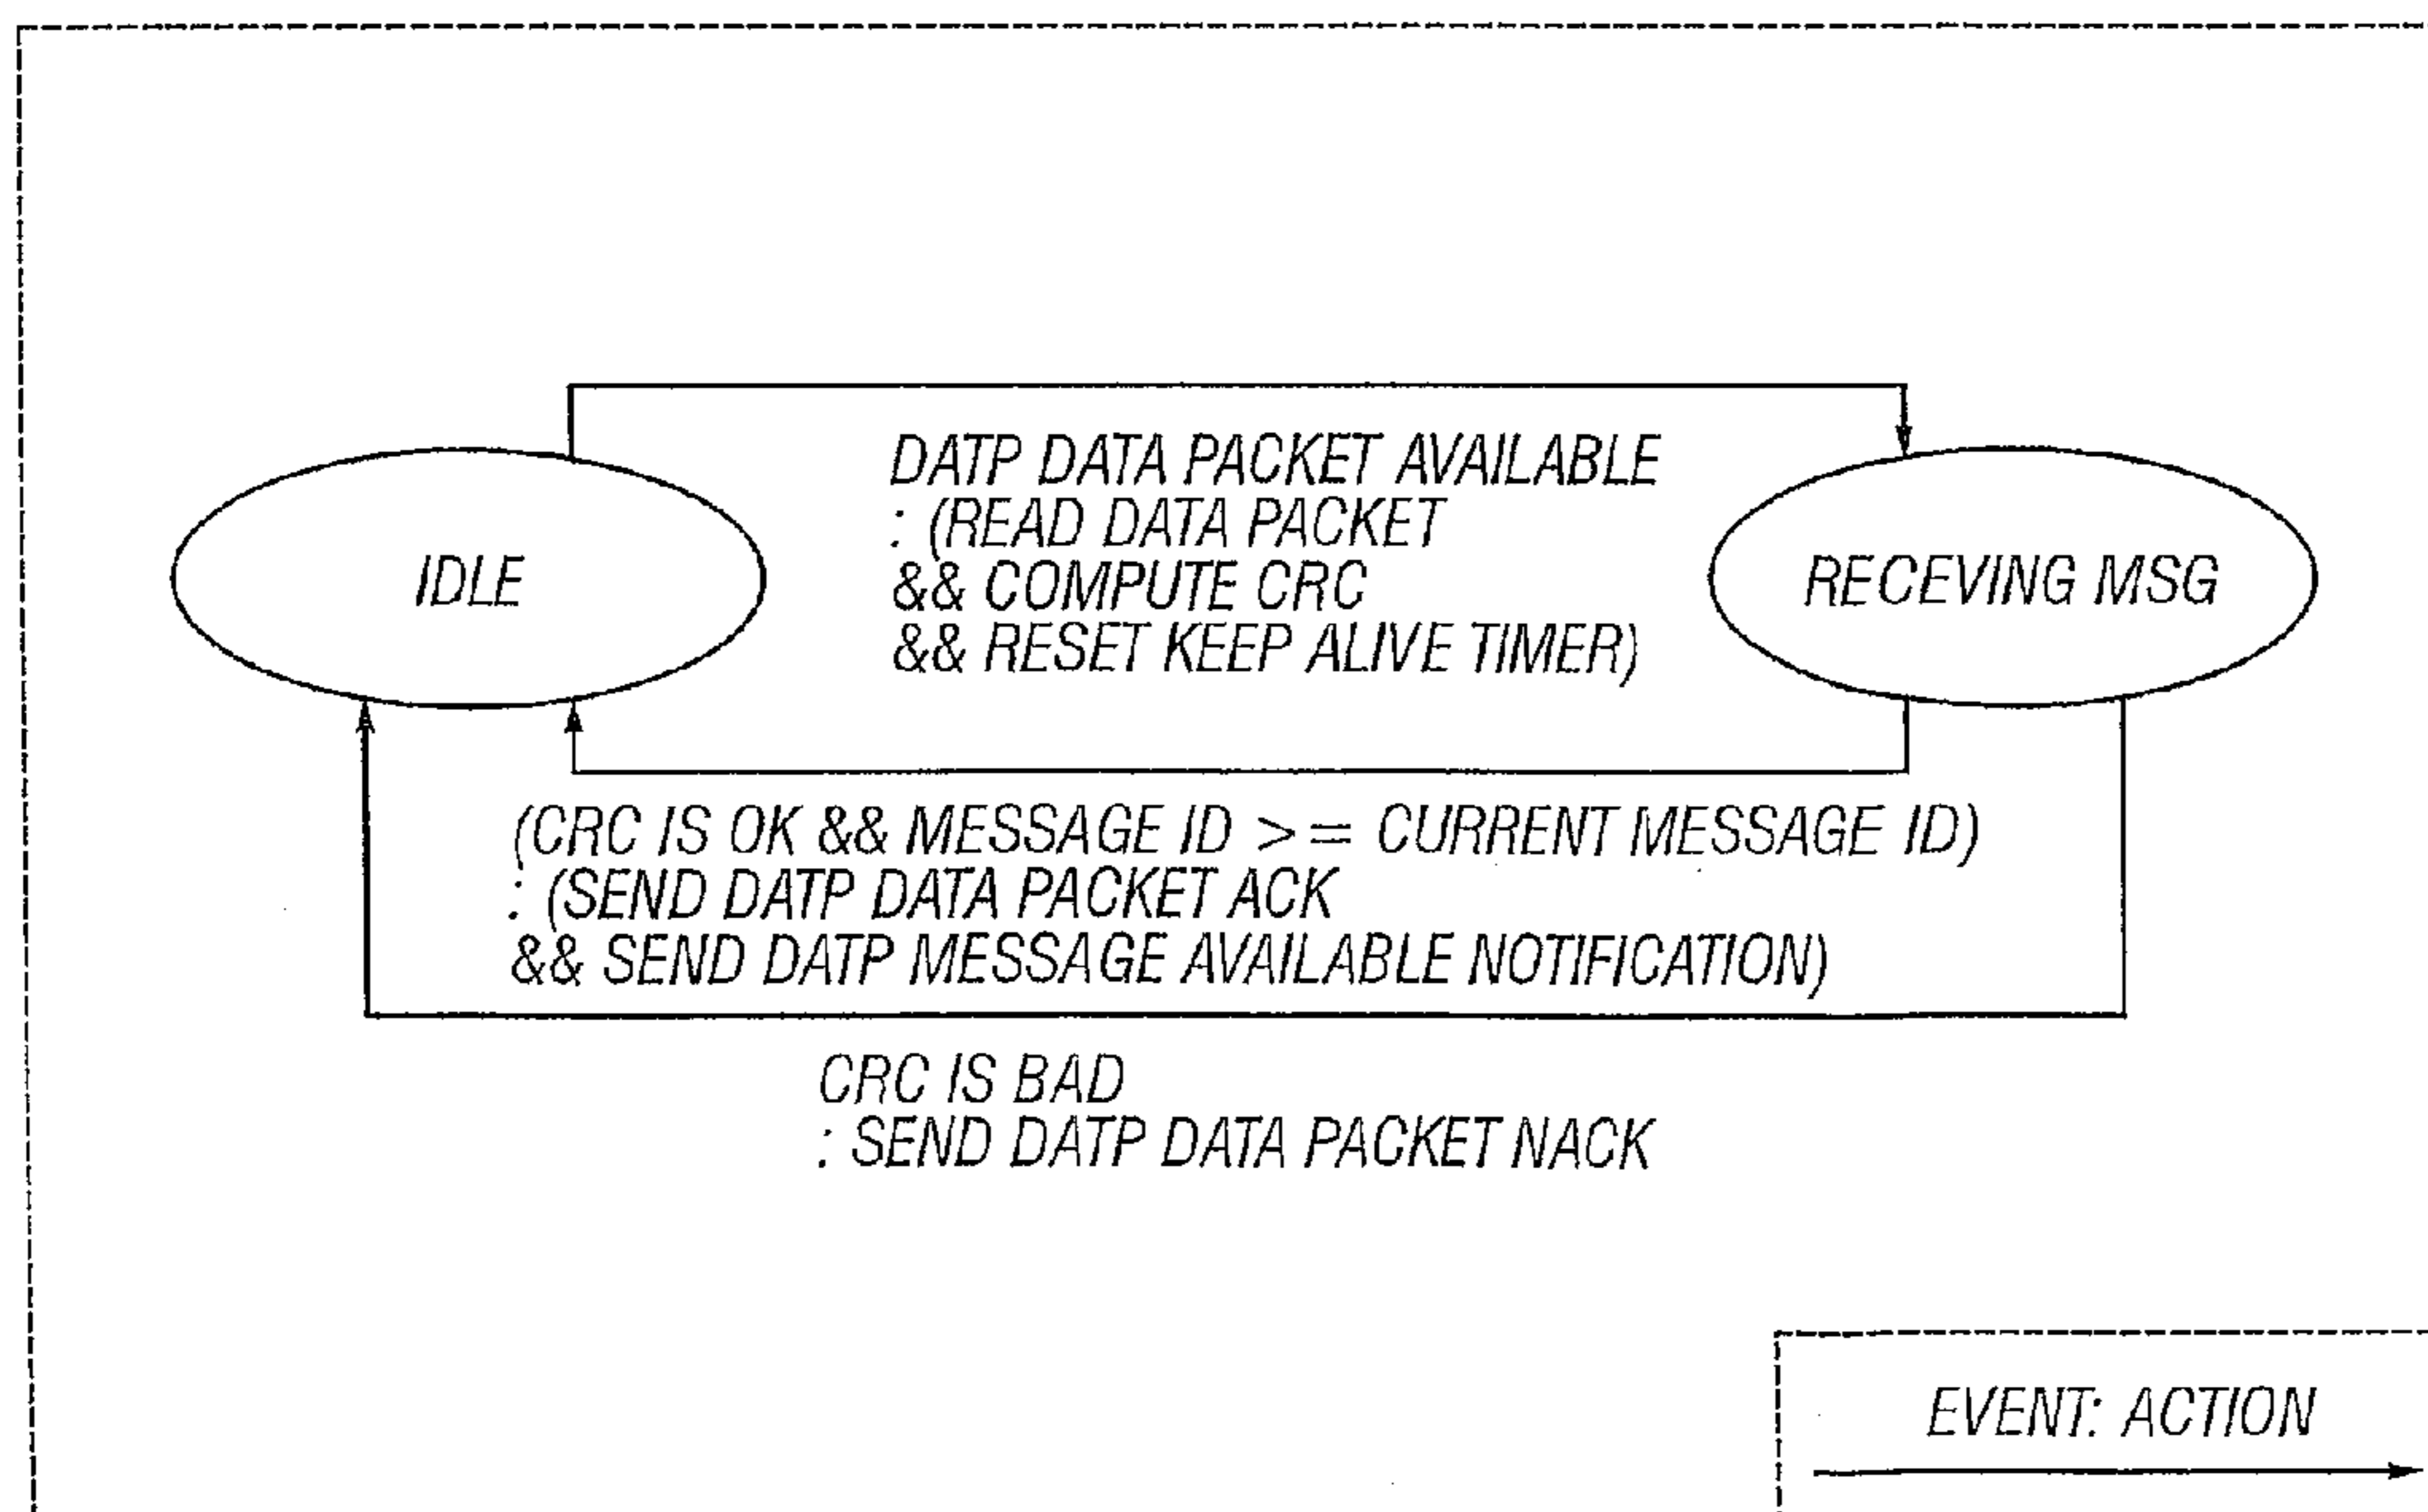 DATP DATA PACKET AVAILABLE
: (READ DATA PACKET
&& COMPUTE CRC
&& RESET KEEP ALIVE TIMER)
IDLE
RECEVING MSG
(CRC IS OK && MESSAGE ID >= CURRENT MESSAGE ID)
: (SEND DATP DATA PACKET ACK
&& SEND DATP MESSAGE AVAILABLE NOTIFICATION)
CRC IS BAD
: SEND DATP DATA PACKET NACK
EVENT: ACTION